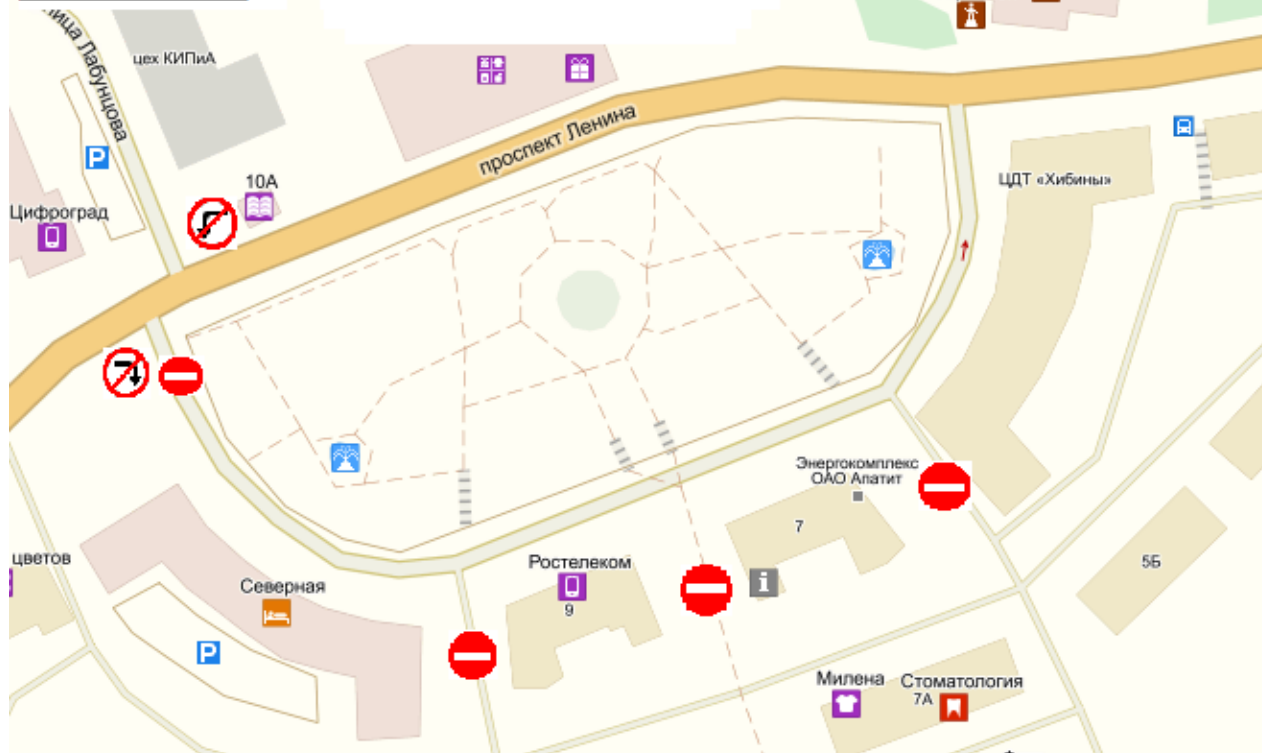 улица Лабунцова
цех КИПиА
проспект Ленина
10А
Цифроград
ЦДТ «Хибины»
Энергокомплекс
ОАО Апатит
7
цветов
Ростелеком
9
5Б
Северная
Милена
Стоматология
7А
P
P
i